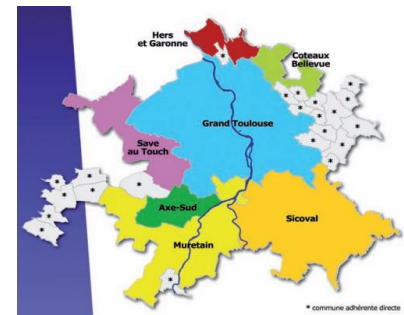 Hers
et Garonne
Coteaux
Bellevue
Grand Toulouse
Save
au Touch
Axe-Sud
Sicoval
Muretain
* commune adhérente directe